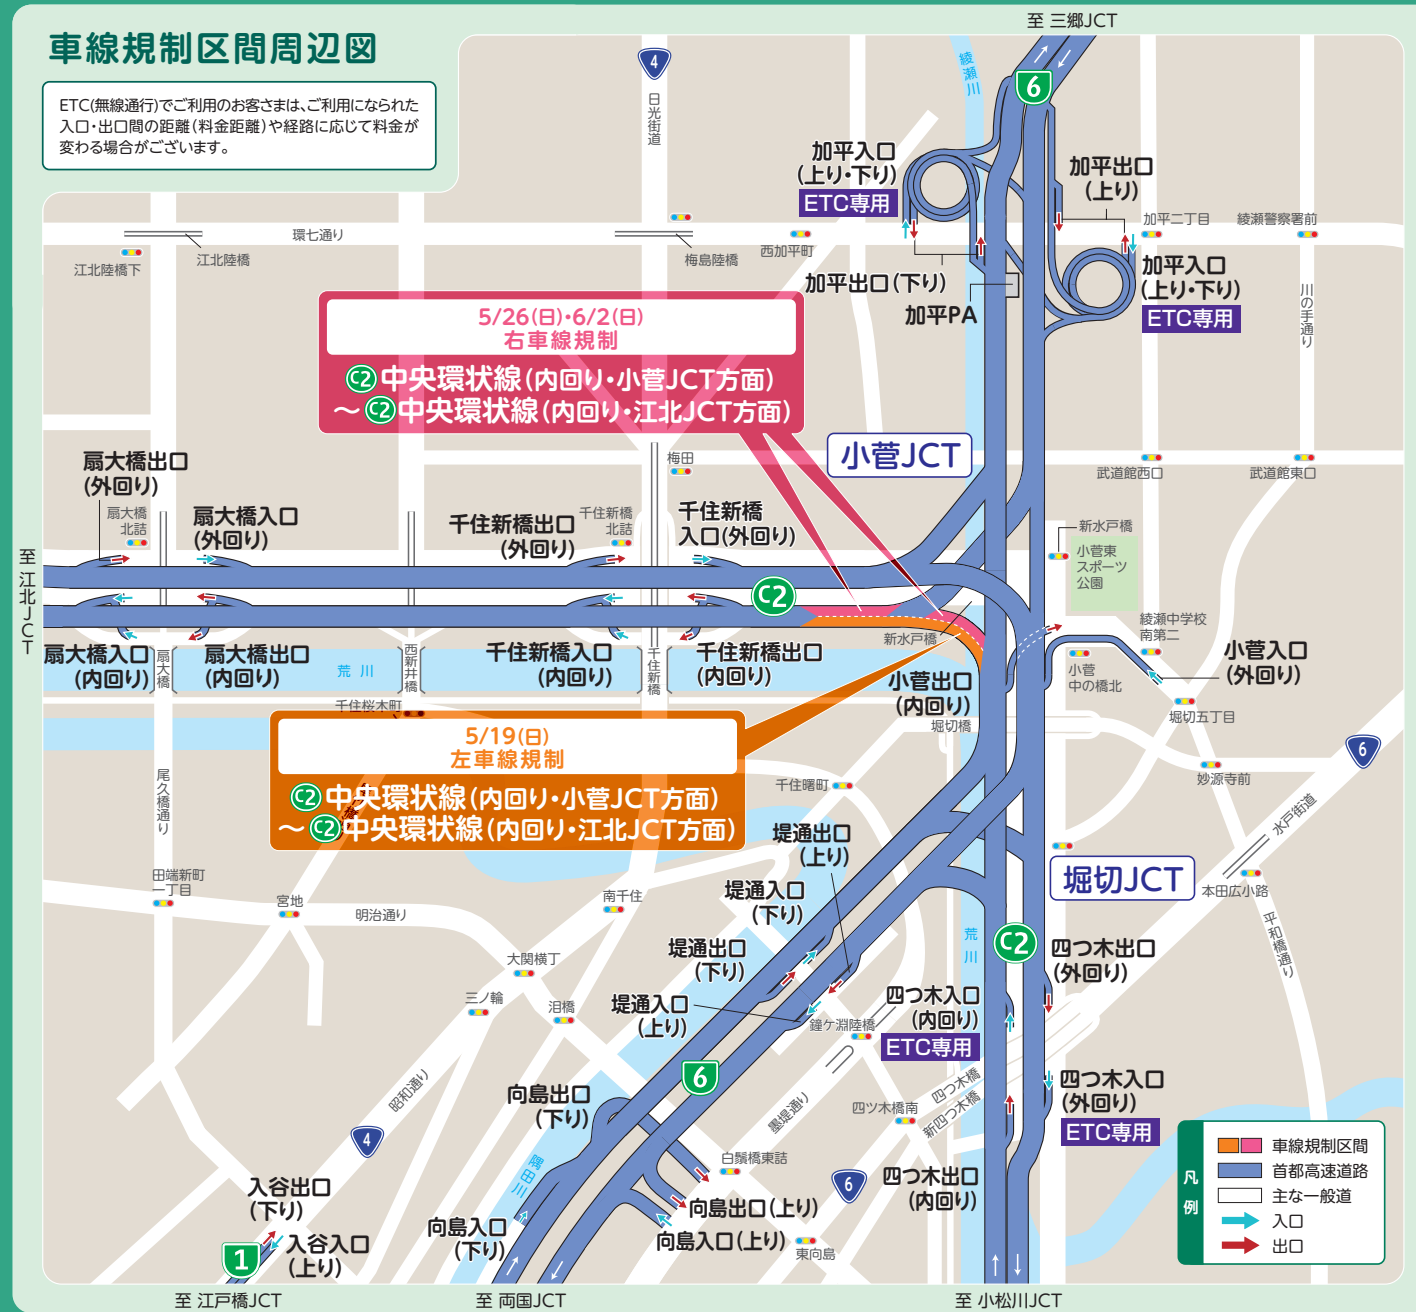 至 三郷JCT
車線規制区間周辺図
ETC(無線通行)でご利用のお客さまは、ご利用になられた
入口・出口間の距離(料金距離)や経路に応じて料金が
変わる場合がございます。
4
日光街道
綾瀬川
6
加平入口
(上り・下り)
ETC専用
加平出口
(上り)
加平二丁目
綾瀬警察署前
環七通り
江北陸橋下
江北陸橋
梅島陸橋
西加平町
加平出口(下り)
加平PA
加平入口
(上り・下り)
ETC専用
川の手通り
5/26(日)・6/2(日)
右車線規制
C2中央環状線(内回り・小菅JCT方面)
～C2中央環状線(内回り・江北JCT方面)
小菅JCT
梅田
武道館西口
武道館東口
扇大橋出口
(外回り)
扇大橋
北詰
扇大橋入口
(外回り)
千住新橋出口
(外回り)
千住新橋
北詰
千住新橋
入口(外回り)
新水戸橋
小菅東
スポーツ
公園
至 江北JCT
C2
新水戸橋
綾瀬中学校
南第二
小菅
中の橋北
小菅入口
(外回り)
扇大橋入口
(内回り)
扇大橋
扇大橋出口
(内回り)
荒川
西新井橋
千住新橋入口
(内回り)
千住新橋
千住新橋出口
(内回り)
小菅出口
(内回り)
堀切橋
堀切五丁目
千住桜木町
5/19(日)
左車線規制
C2中央環状線(内回り・小菅JCT方面)
～C2中央環状線(内回り・江北JCT方面)
尾久橋通り
千住曙町
妙源寺前
6
水戸街道
堤通出口
(上り)
堀切JCT
本田広小路
田端新町
一丁目
宮地
明治通り
南千住
堤通入口
(下り)
平和橋通り
荒川
C2
四つ木出口
(外回り)
大関横丁
堤通出口
(下り)
三ノ輪
泪橋
堤通入口
(上り)
四つ木入口
(内回り)
ETC専用
鐘ケ淵陸橋
6
昭和通り
向島出口
(下り)
墨堤通り
四つ木橋
新四つ木橋
四ツ木橋南
四つ木入口
(外回り)
ETC専用
4
白鬚橋東詰
隅田川
6
四つ木出口
(内回り)
入谷出口
(下り)
向島入口
(下り)
向島出口(上り)
向島入口(上り)
東向島
1
入谷入口
(上り)
凡例
車線規制区間
首都高速道路
主な一般道
入口
出口
至 江戸橋JCT
至 両国JCT
至 小松川JCT